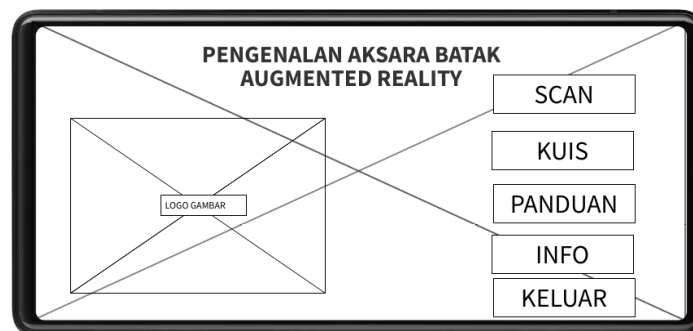 PENGENALAN AKSARA BATAK
AUGMENTED REALITY
LOGO GAMBAR
SCAN
KUIS
PANDUAN
INFO
KELUAR